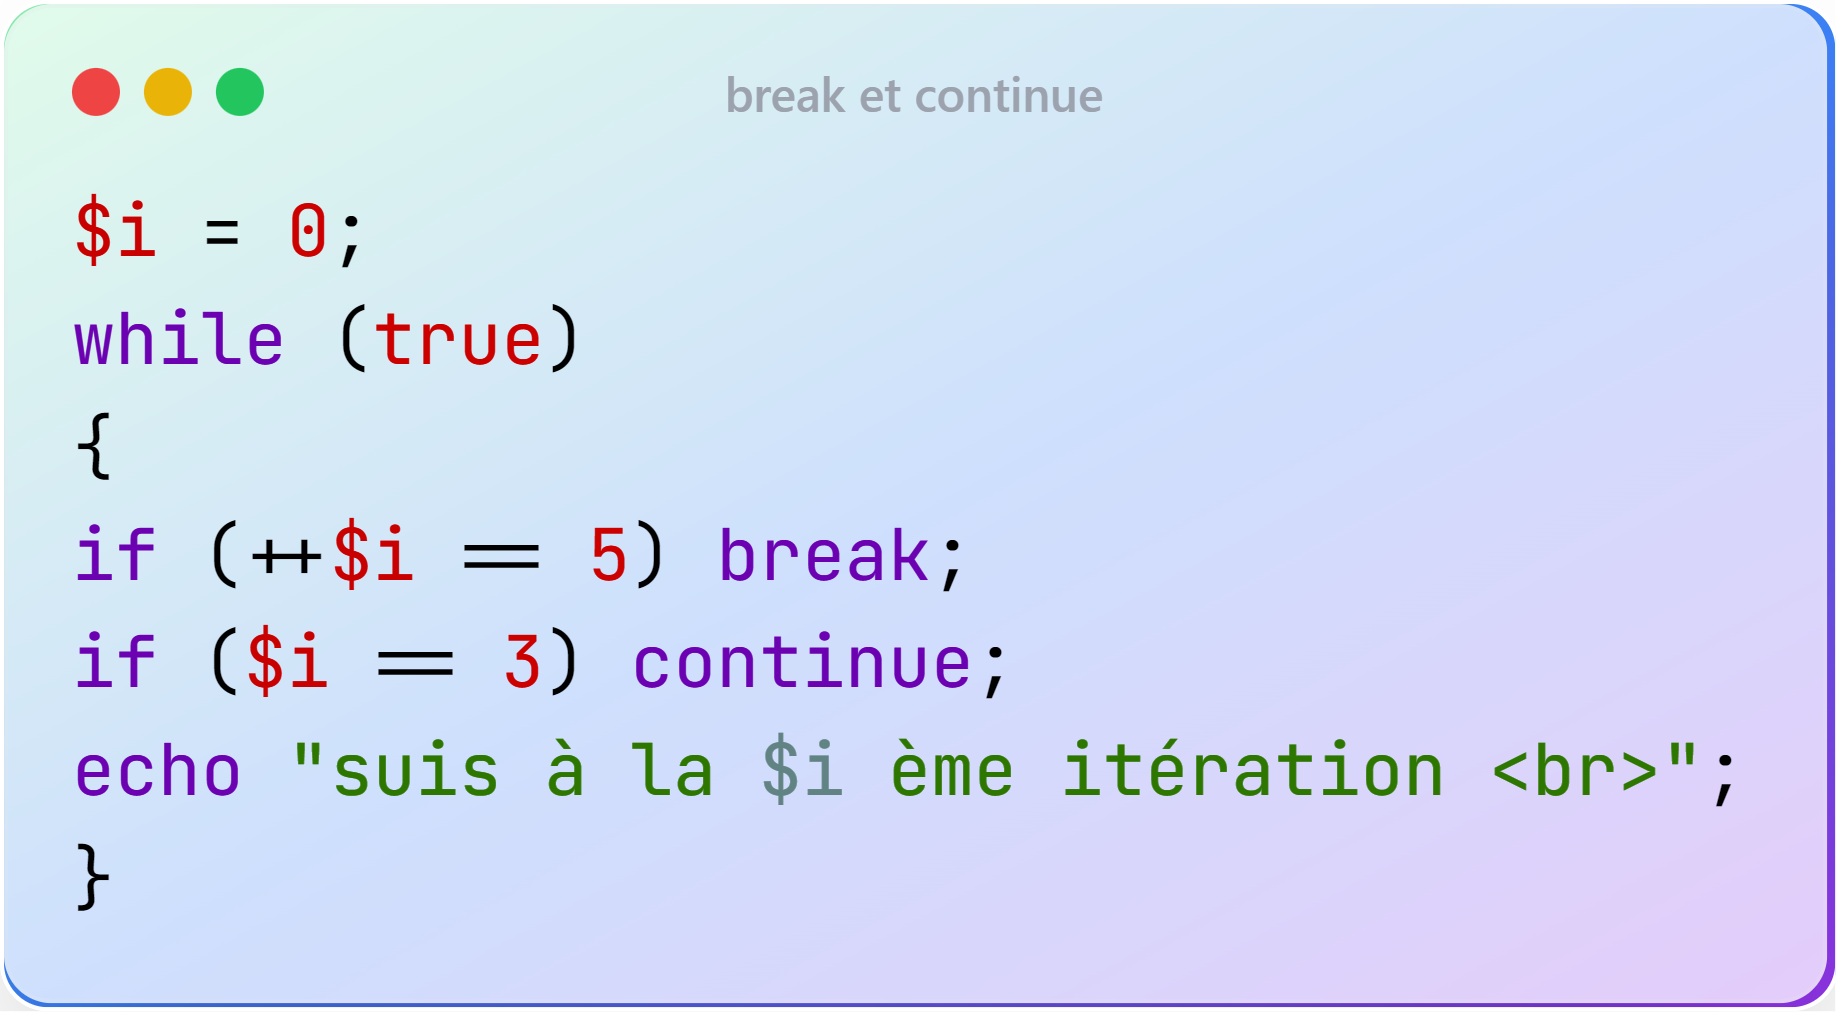 break et continue
$i = 0;
while (true)
{
if (++$i == 5) break;
if ($i == 3) continue;
echo "suis à la $i ème itération <br>";
}